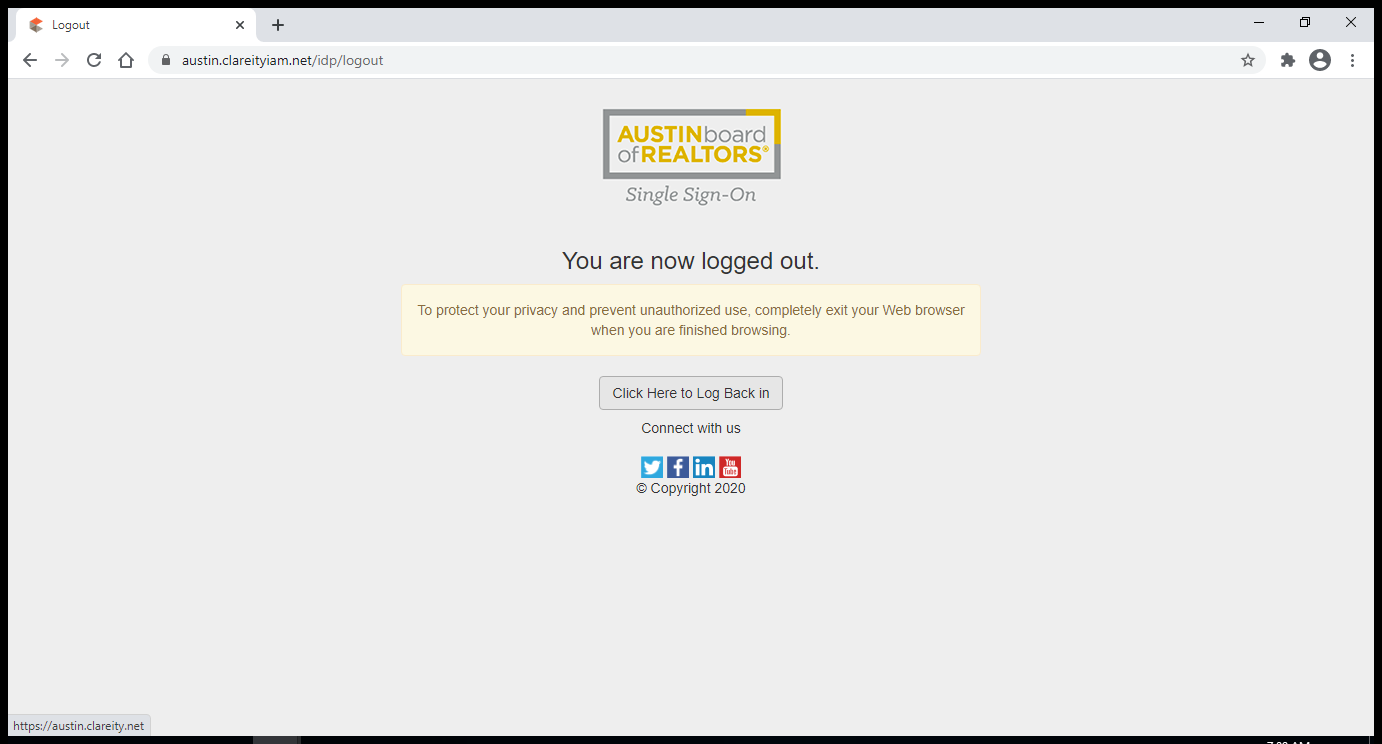 Logout
austin.clareityiam.net/idp/logout
AUSTINboard
of REALTORS®
Single Sign-On
You are now logged out.
To protect your privacy and prevent unauthorized use, completely exit your Web browser
when you are finished browsing.
Click Here to Log Back in
Connect with us
You
Tube
© Copyright 2020
https://austin.clareity.net